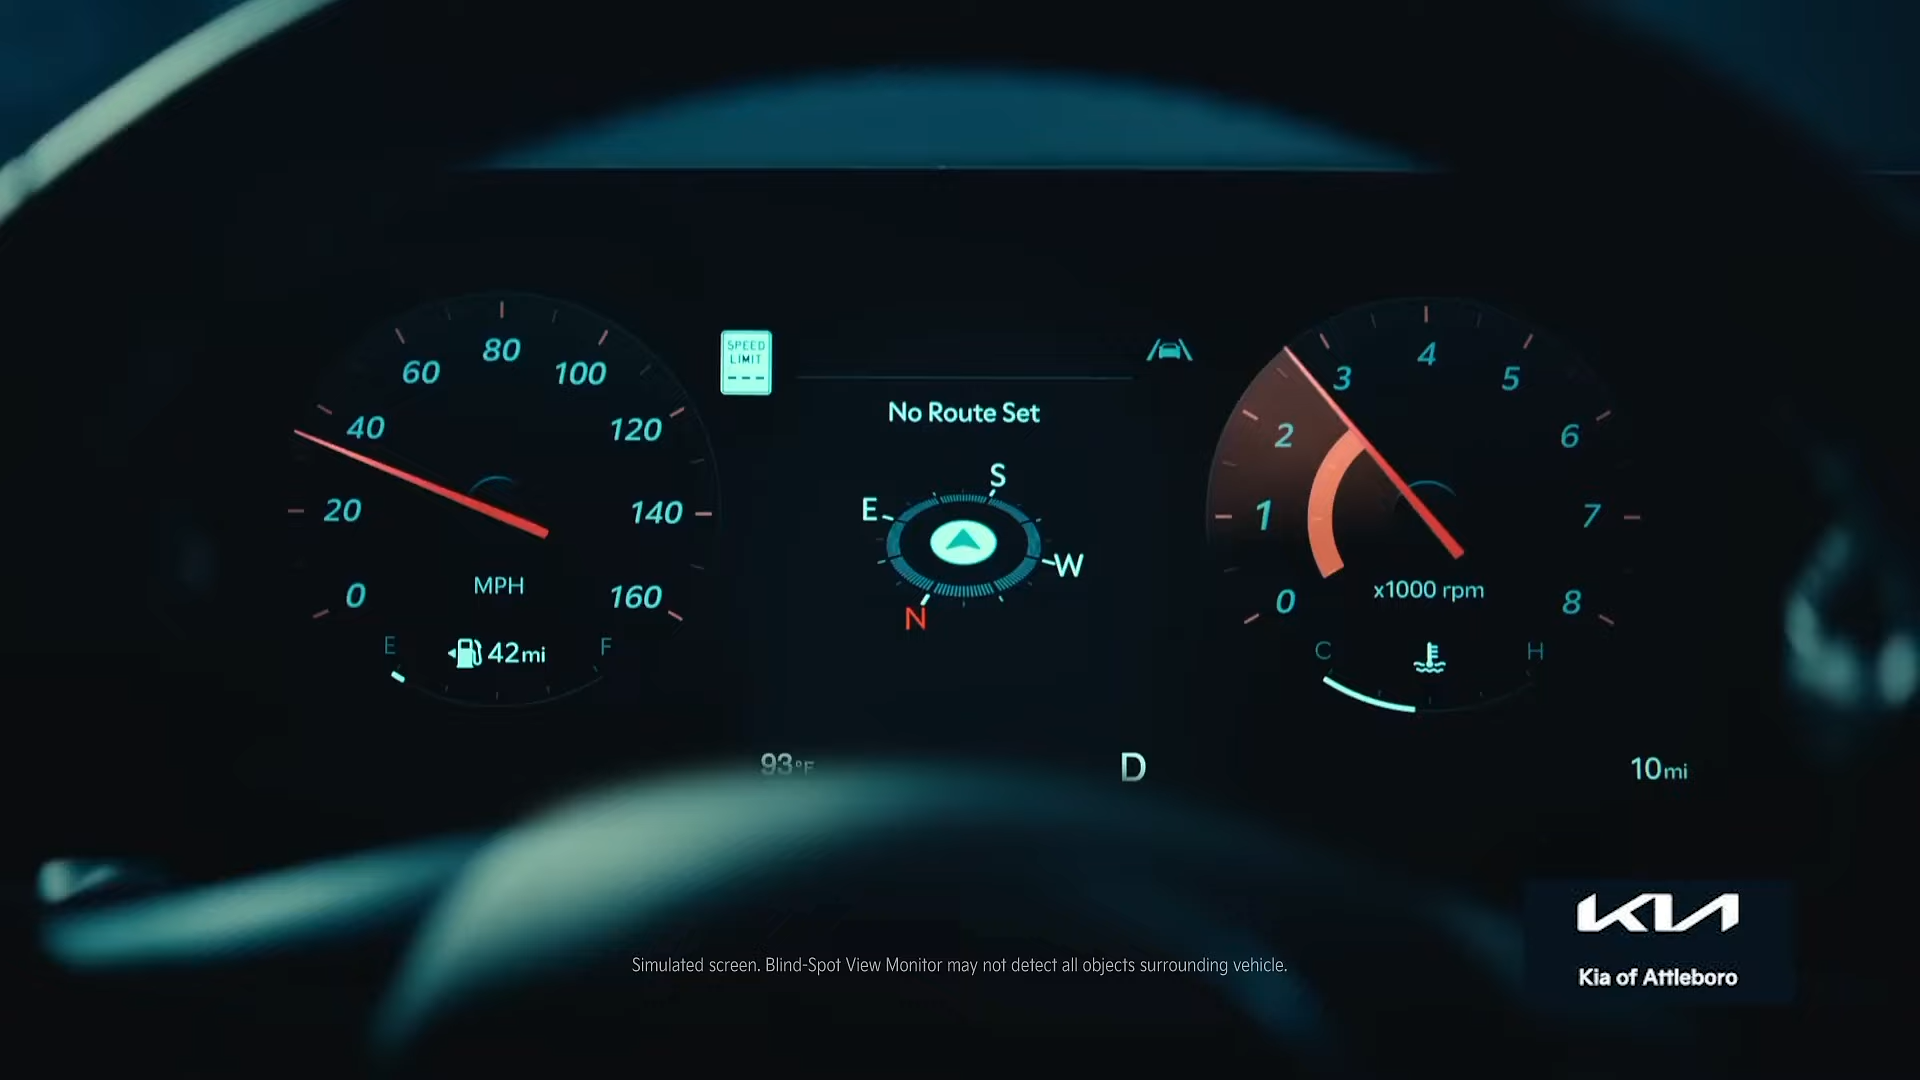 80
60
100
40
120
20
140
MPH
0
160
E
42mi
F
SPEED
LIMIT
---
No Route Set
S
E
W
N
4
3
5
2
6
1
7
x1000 rpm
0
8
C
H
93°F
D
10mi
KIA
Kia of Attleboro
Simulated screen. Blind-Spot View Monitor may not detect all objects surrounding vehicle.